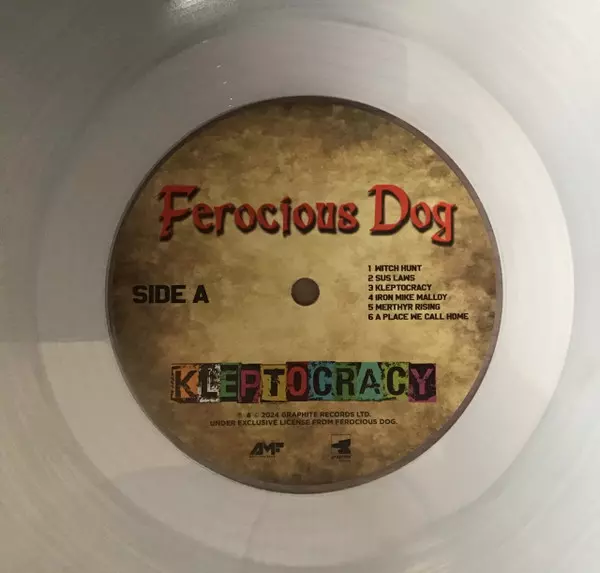 Ferocious Dog
SIDE A
1 WITCH HUNT
2 SUS LAWS
3 KLEPTOCRACY
4 IRON MIKE MALLOY
5 MERTHYR RISING
6 A PLACE WE CALL HOME
KLEPTOCRACY
℗ & © 2024 GRAPHITE RECORDS LTD.
UNDER EXCLUSIVE LICENSE FROM FEROCIOUS DOG.
AMF